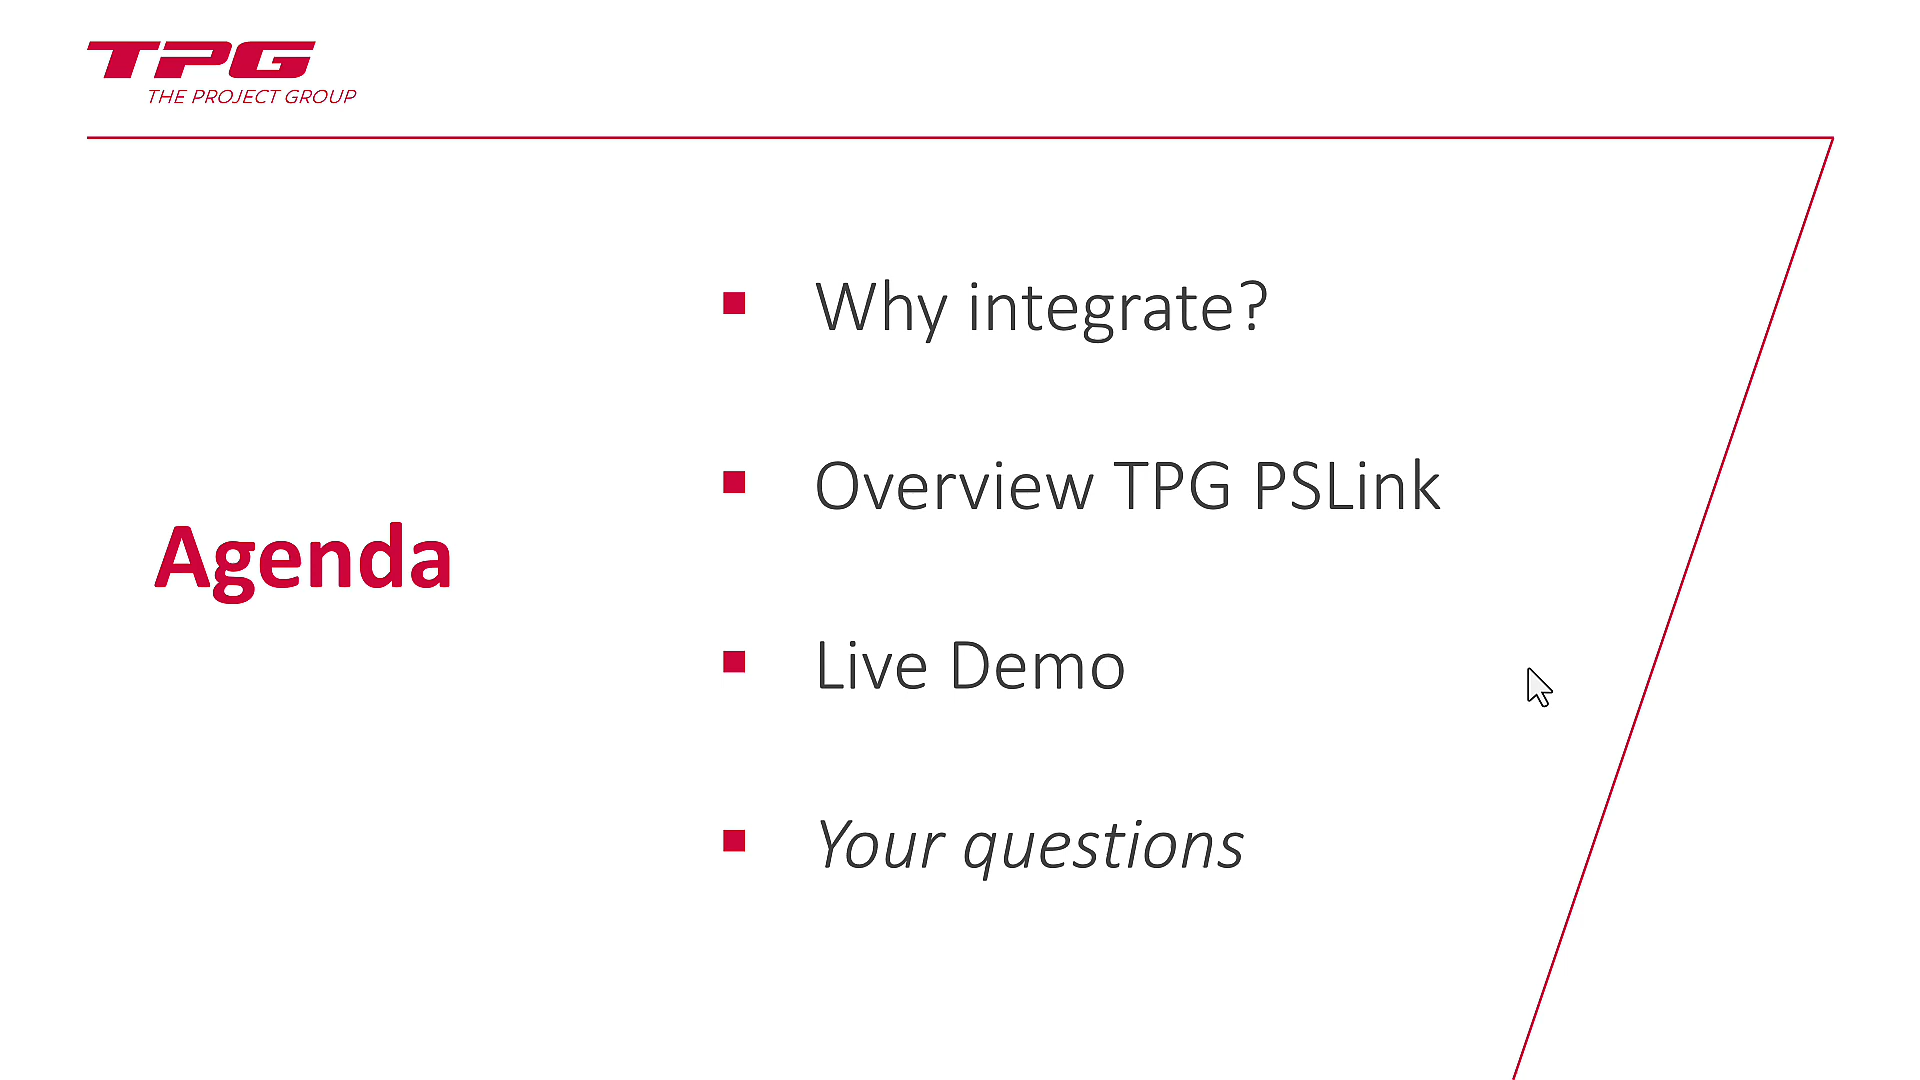 TPG
THE PROJECT GROUP
Agenda
Why integrate?
Overview TPG PSLink
Live Demo
Your questions